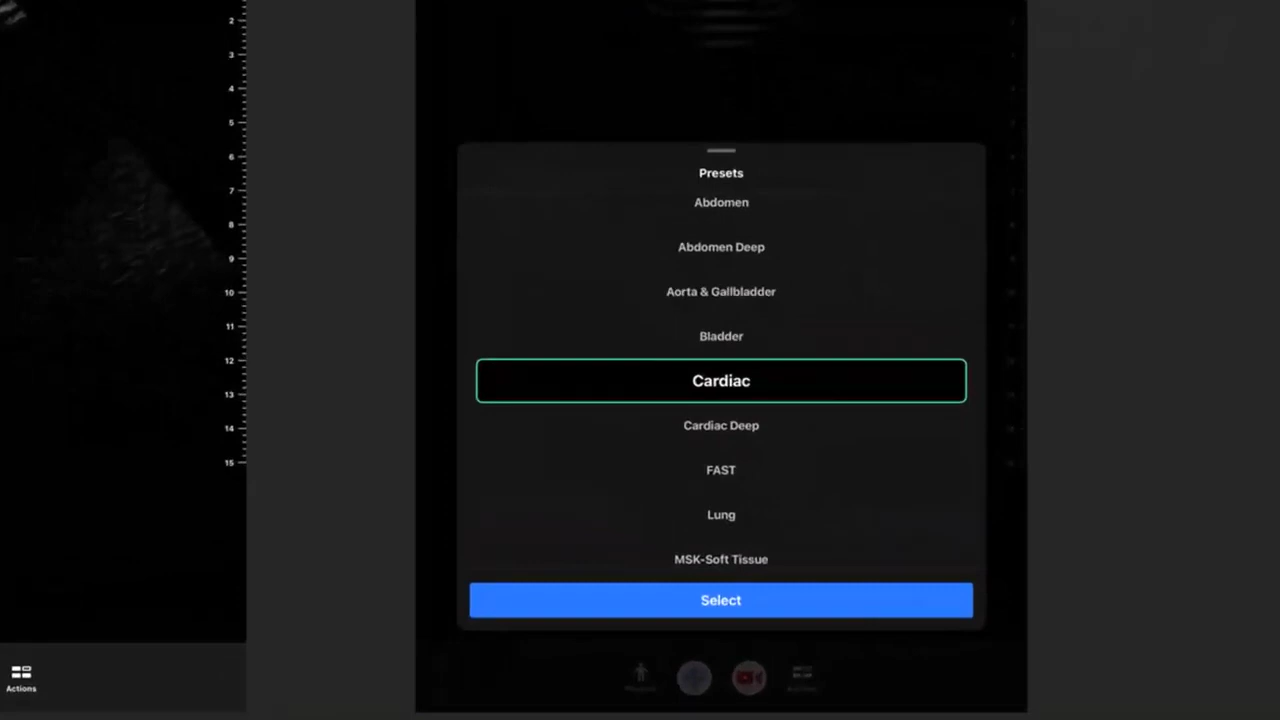 2
3
4
5
6
7
8
9
10
11
12
13
14
15
Actions
Presets
Abdomen
Abdomen Deep
Aorta & Gallbladder
Bladder
Cardiac
Cardiac Deep
FAST
Lung
MSK-Soft Tissue
Select